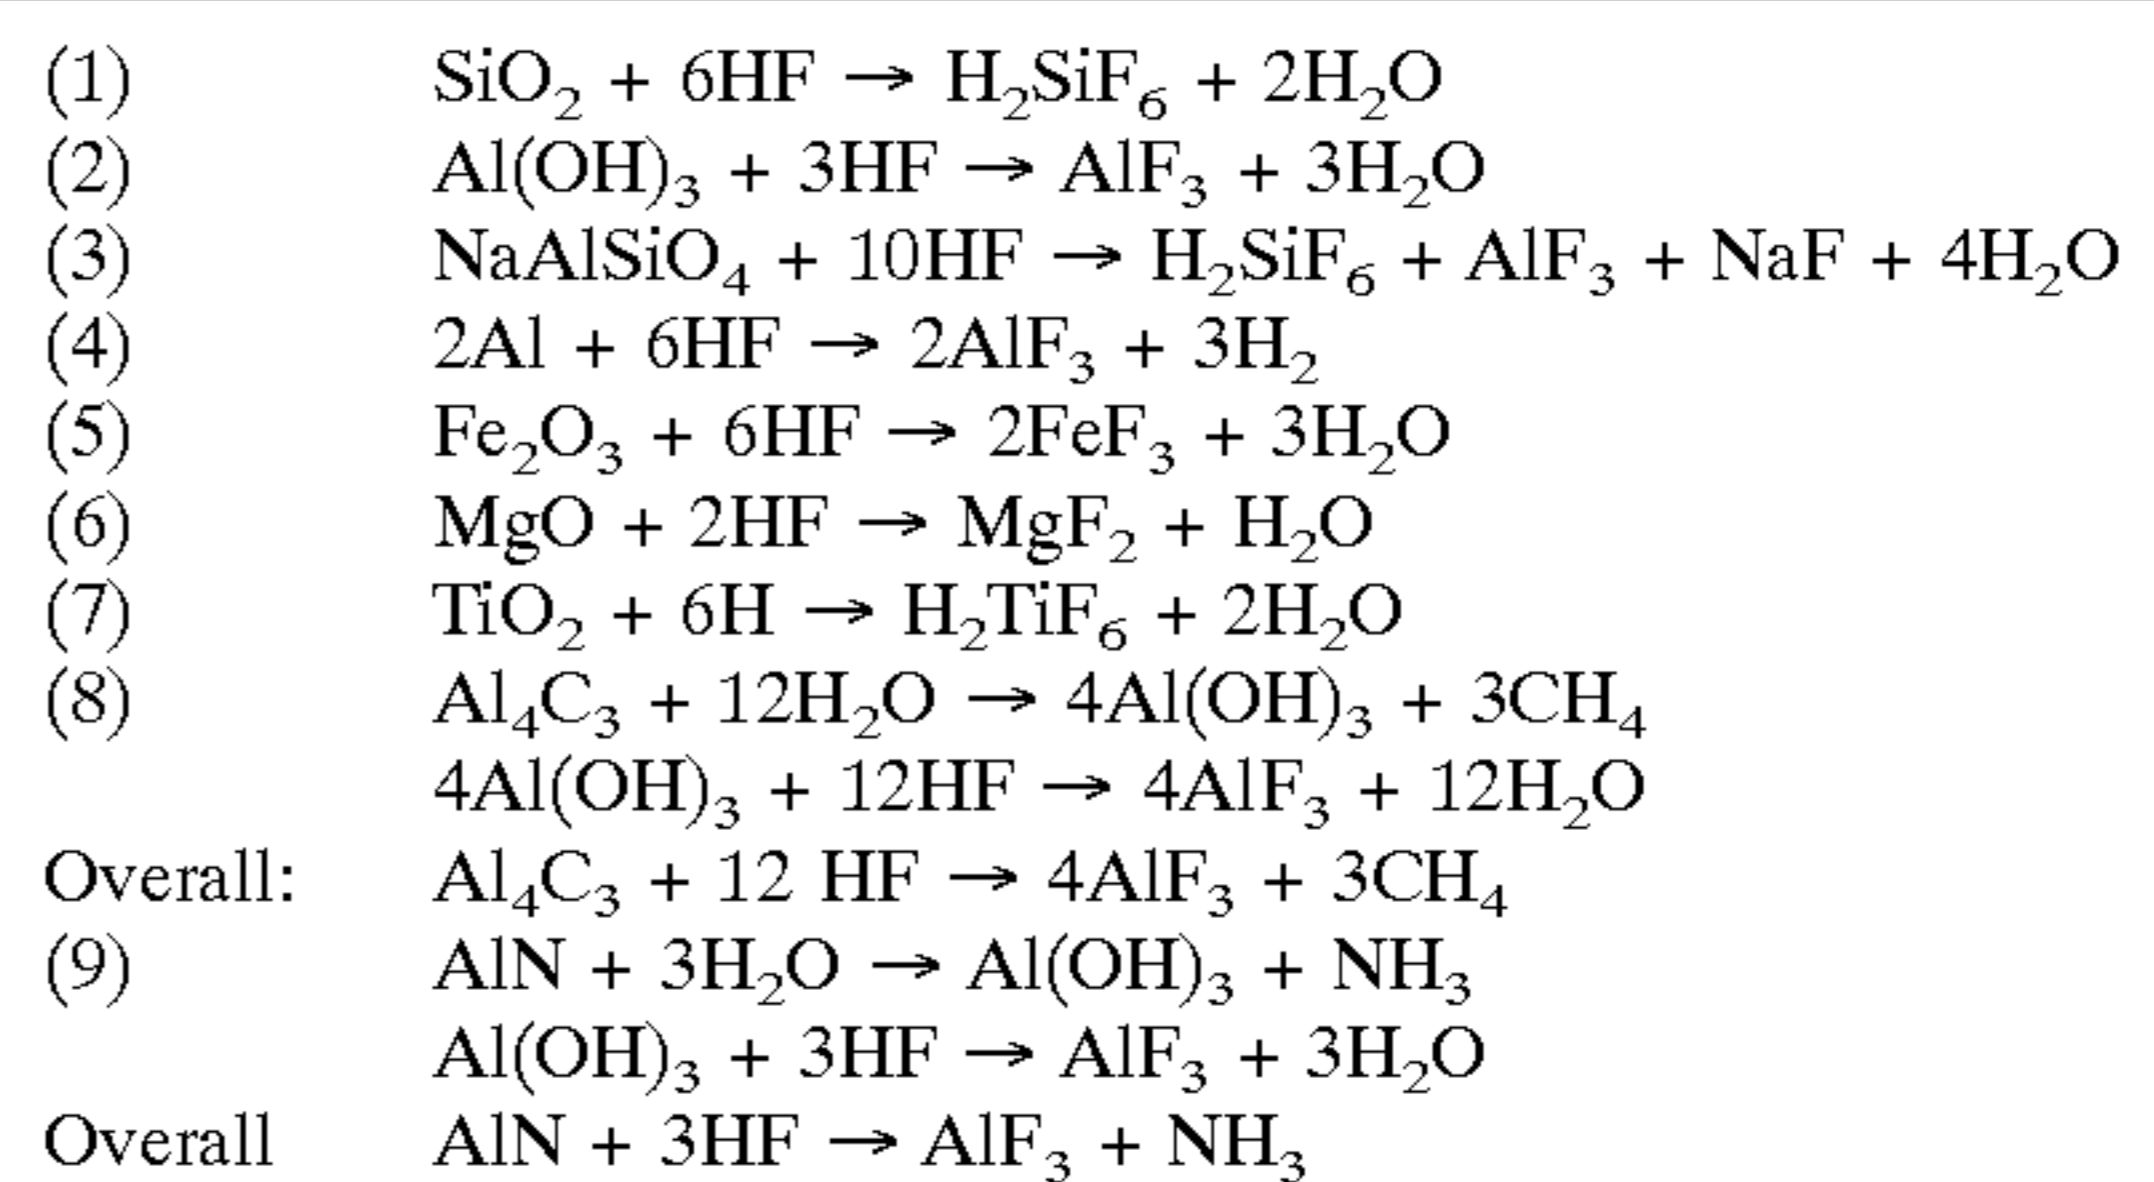 (1) SiO₂ + 6HF → H₂SiF₆ + 2H₂O
(2) Al(OH)₃ + 3HF → AlF₃ + 3H₂O
(3) NaAlSiO₄ + 10HF → H₂SiF₆ + AlF₃ + NaF + 4H₂O
(4) 2Al + 6HF → 2AlF₃ + 3H₂
(5) Fe₂O₃ + 6HF → 2FeF₃ + 3H₂O
(6) MgO + 2HF → MgF₂ + H₂O
(7) TiO₂ + 6H → H₂TiF₆ + 2H₂O
(8) Al₄C₃ + 12H₂O → 4Al(OH)₃ + 3CH₄
4Al(OH)₃ + 12HF → 4AlF₃ + 12H₂O
Overall: Al₄C₃ + 12 HF → 4AlF₃ + 3CH₄
(9) AlN + 3H₂O → Al(OH)₃ + NH₃
Al(OH)₃ + 3HF → AlF₃ + 3H₂O
Overall AlN + 3HF → AlF₃ + NH₃